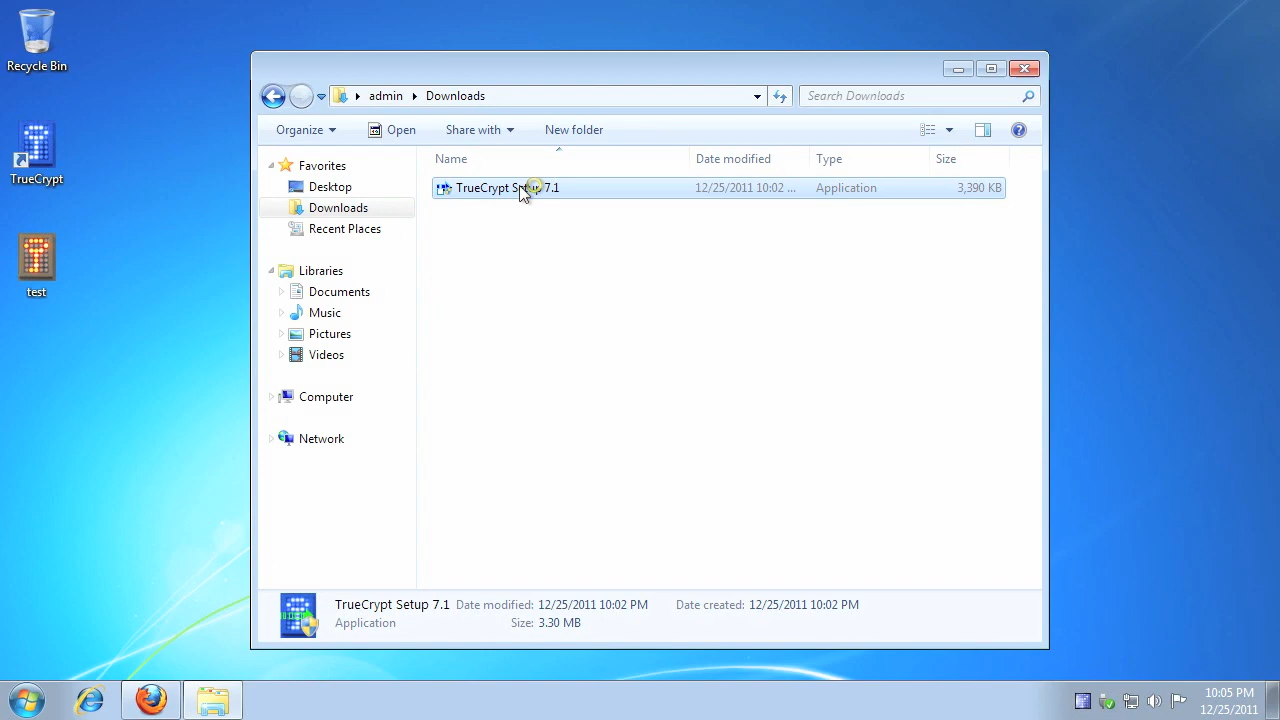 Recycle Bin
TrueCrypt
test
admin
Downloads
Search Downloads
Organize
Open
Share with
New folder
Name
Date modified
Type
Size
TrueCrypt Setup 7.1
12/25/2011 10:02 ...
Application
3,390 KB
Favorites
Desktop
Downloads
Recent Places
Libraries
Documents
Music
Pictures
Videos
Computer
Network
TrueCrypt Setup 7.1 Date modified: 12/25/2011 10:02 PM Date created: 12/25/2011 10:02 PM
Application Size: 3.30 MB
10:05 PM
12/25/2011